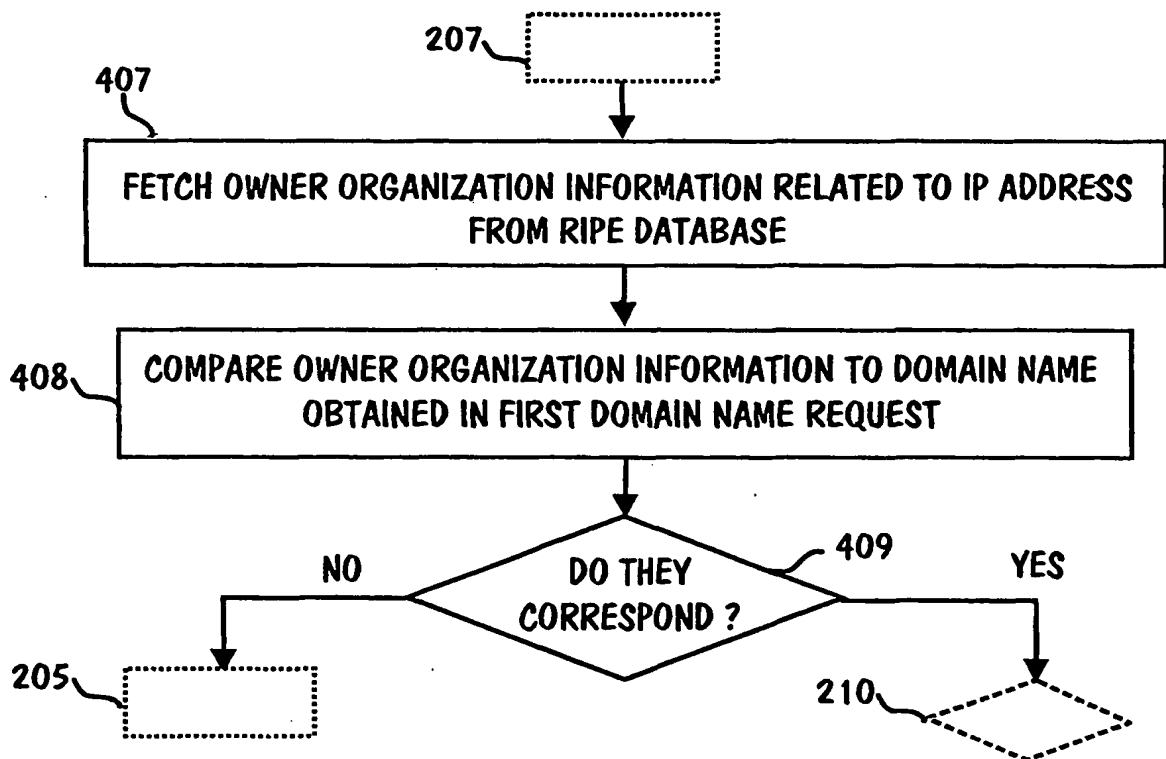 207
407
FETCH OWNER ORGANIZATION INFORMATION RELATED TO IP ADDRESS
FROM RIPE DATABASE
408
COMPARE OWNER ORGANIZATION INFORMATION TO DOMAIN NAME
OBTAINED IN FIRST DOMAIN NAME REQUEST
409
NO
DO THEY
CORRESPOND ?
YES
205
210